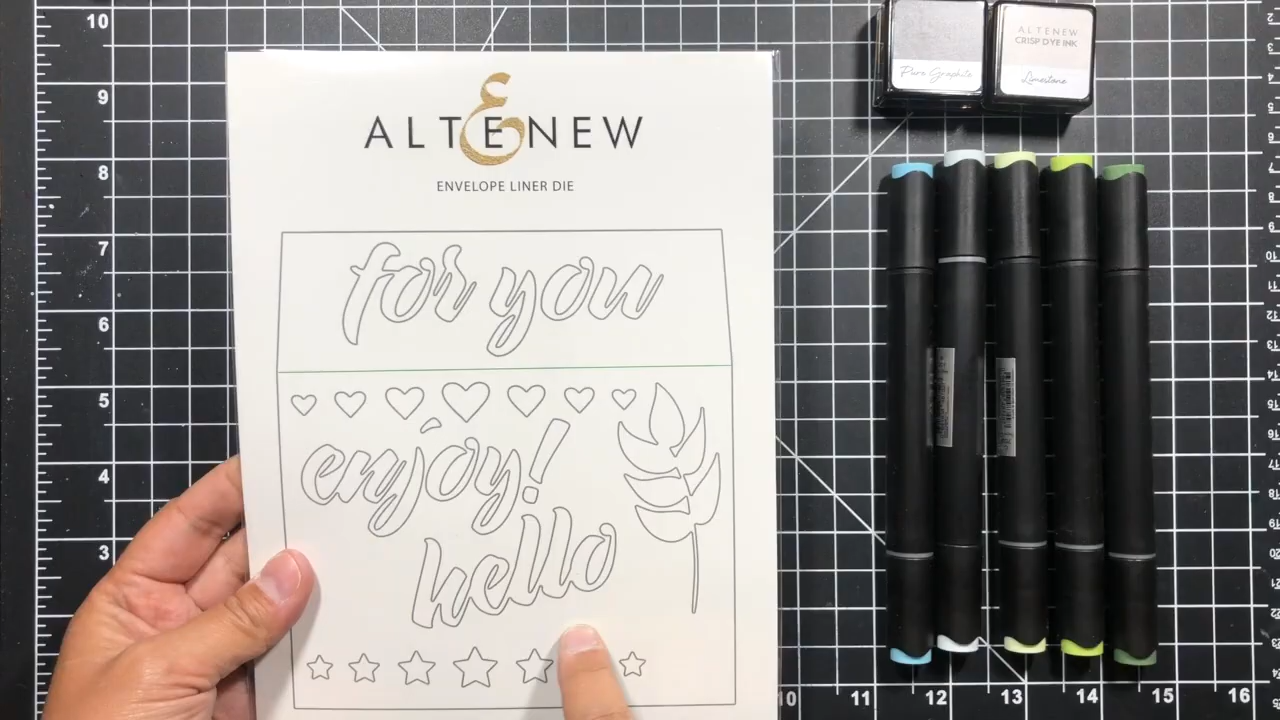 ALTENEW
ENVELOPE LINER DIE
for you
enjoy!
hello
Pure Graphite
ALTENEW
CRISP DYE INK
Limestone
10
9
8
7
6
5
4
3
10 11 12 13 14 15 16